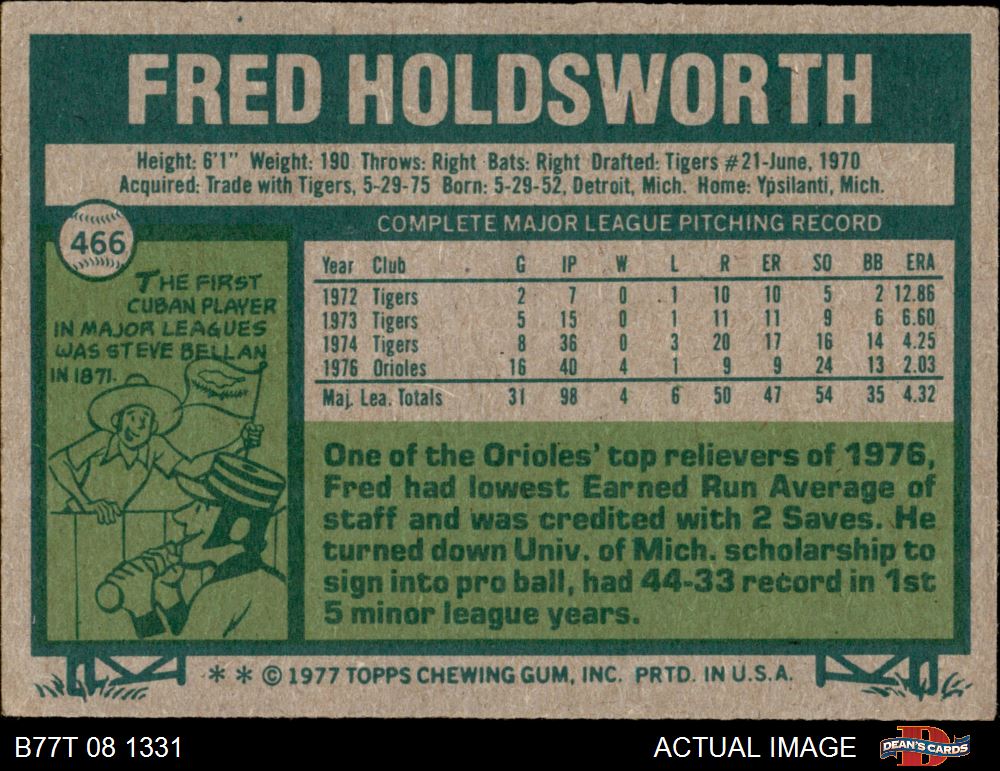 FRED HOLDSWORTH
Height: 6'1" Weight: 190 Throws: Right Bats: Right Drafted: Tigers #21-June, 1970
Acquired: Trade with Tigers, 5-29-75 Born: 5-29-52, Detroit, Mich. Home: Ypsilanti, Mich.
466
THE FIRST
CUBAN PLAYER
IN MAJOR LEAGUES
WAS STEVE BELLAN
IN 1871.
COMPLETE MAJOR LEAGUE PITCHING RECORD
Year Club G IP W L R ER SO BB ERA
1972 Tigers 2 7 0 1 10 10 5 2 12.86
1973 Tigers 5 15 0 1 11 11 9 6 6.60
1974 Tigers 8 36 0 3 20 17 16 14 4.25
1976 Orioles 16 40 4 1 9 9 24 13 2.03
Maj. Lea. Totals 31 98 4 6 50 47 54 35 4.32
One of the Orioles' top relievers of 1976,
Fred had lowest Earned Run Average of
staff and was credited with 2 Saves. He
turned down Univ. of Mich. scholarship to
sign into pro ball, had 44-33 record in 1st
5 minor league years.
* * © 1977 TOPPS CHEWING GUM, INC. PRTD. IN U.S.A.
B77T 08 1331
ACTUAL IMAGE
DEAN'S CARDS